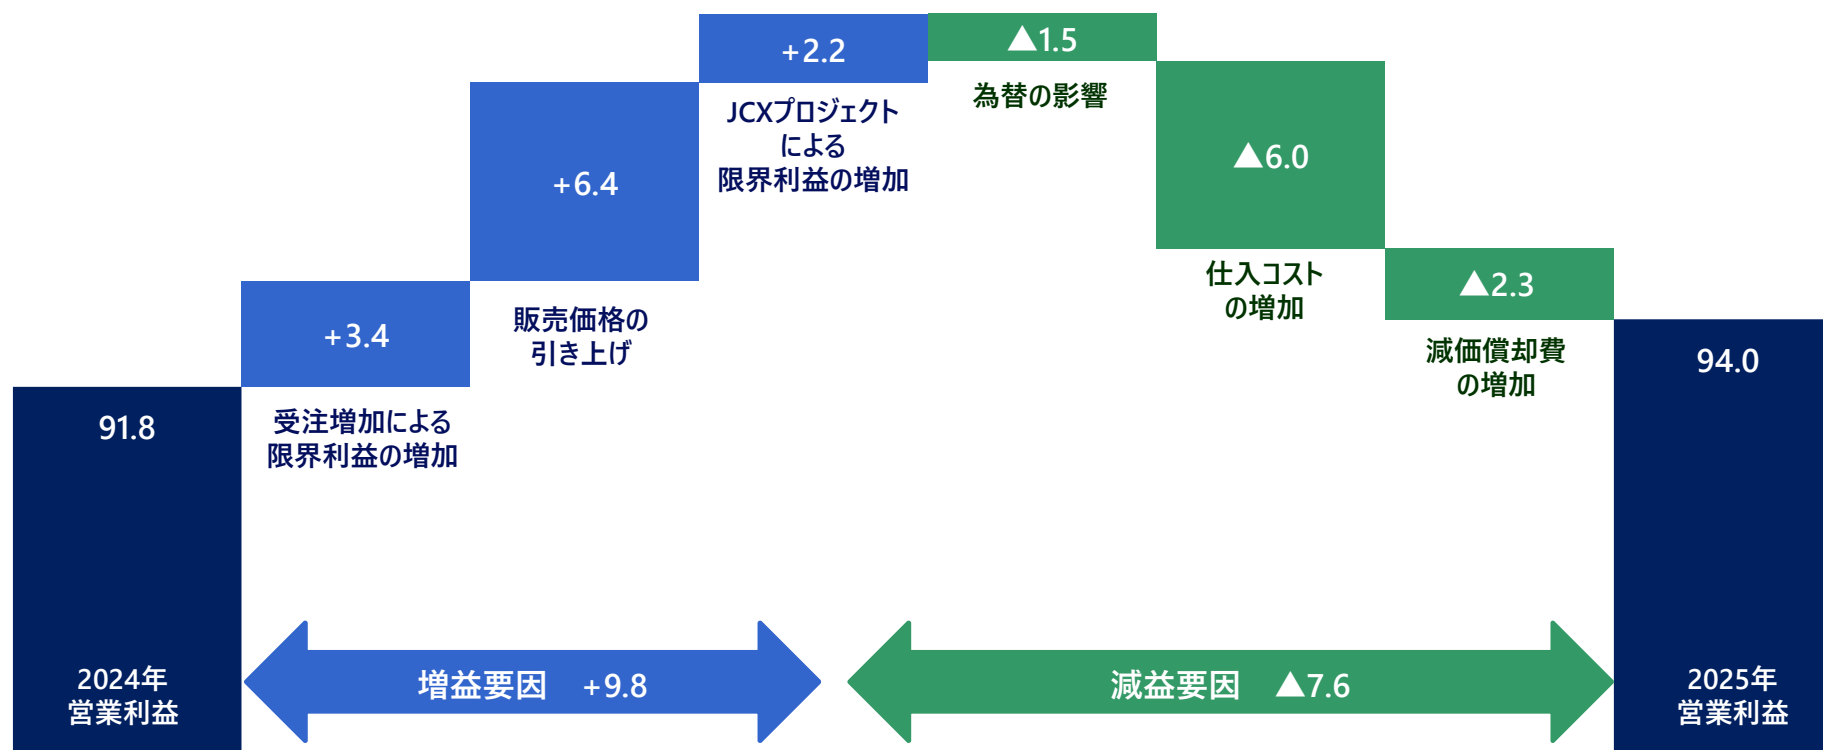 +2.2
▲1.5
JCXプロジェクト
による
限界利益の増加
為替の影響
+6.4
▲6.0
仕入コスト
の増加
▲2.3
+3.4
販売価格の
引き上げ
減価償却費
の増加
94.0
91.8
受注増加による
限界利益の増加
2024年
営業利益
増益要因 +9.8
減益要因 ▲7.6
2025年
営業利益